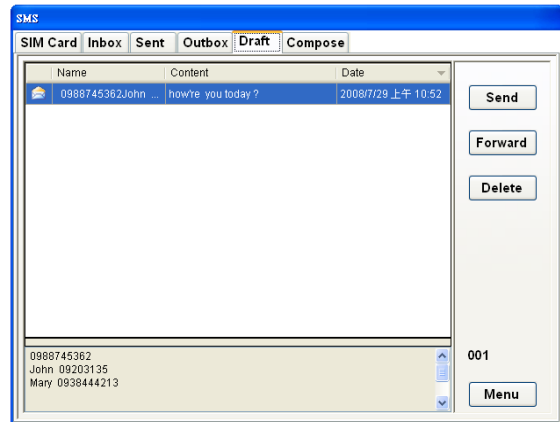 SMS
SIM Card Inbox Sent Outbox Draft Compose
Name Content Date
0988745362John ... how're you today ? 2008/7/29 上午 10:52
Send
Forward
Delete
0988745362
John 09203135
Mary 0938444213
001
Menu